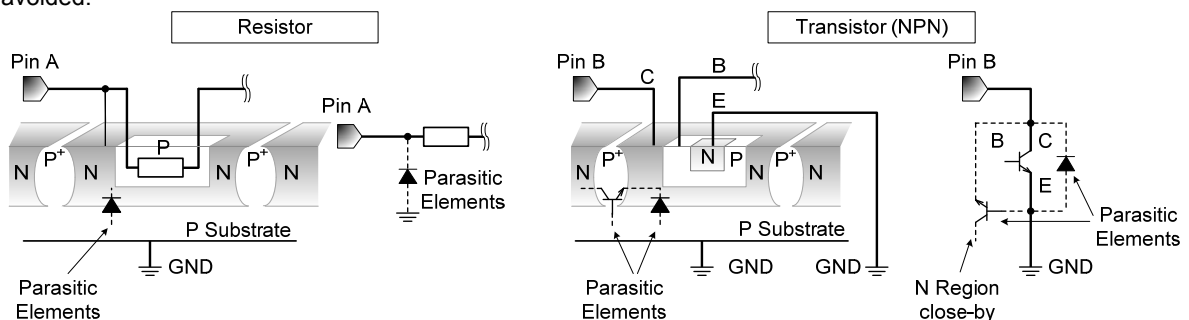 avoided.
Resistor
Transistor (NPN)
Pin A
Pin A
N
P+
N
P
N
P+
N
Parasitic
Elements
P Substrate
GND
Parasitic
Elements
Pin B
C
B
E
N
P+
N
P
P+
N
N
P Substrate
GND
GND
Parasitic
Elements
Pin B
B
C
E
Parasitic
Elements
GND
N Region
close-by